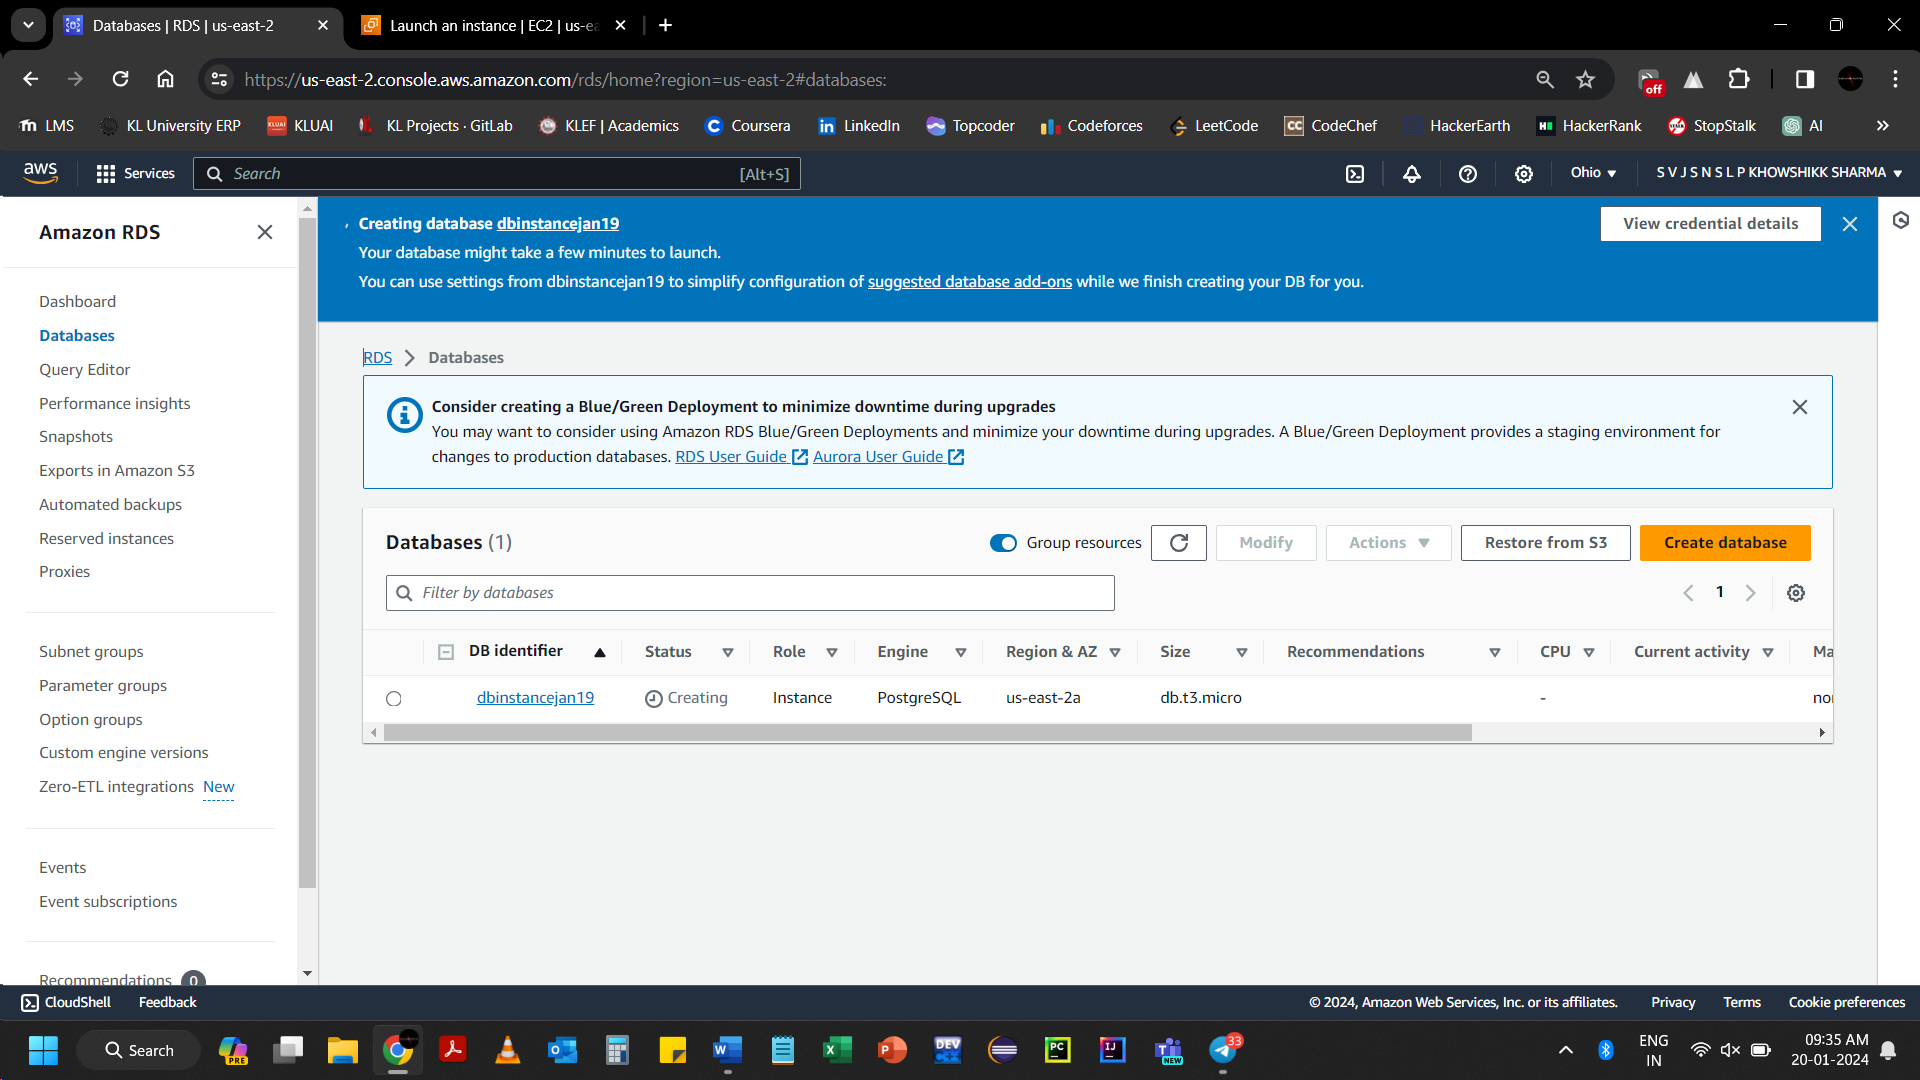 Databases | RDS | us-east-2
Launch an instance | EC2 | us-ea
https://us-east-2.console.aws.amazon.com/rds/home?region=us-east-2#databases:
off
LMS
KL University ERP
KLUAI
KL Projects · GitLab
KLEF | Academics
Coursera
LinkedIn
Topcoder
Codeforces
LeetCode
CodeChef
HackerEarth
HackerRank
StopStalk
AI
aws
Services
Search
[Alt+S]
Ohio
S V J S N S L P KHOWSHIKK SHARMA
Amazon RDS
Dashboard
Databases
Query Editor
Performance insights
Snapshots
Exports in Amazon S3
Automated backups
Reserved instances
Proxies
Subnet groups
Parameter groups
Option groups
Custom engine versions
Zero-ETL integrations New
Events
Event subscriptions
Recommendations 0
Creating database dbinstancejan19
Your database might take a few minutes to launch.
You can use settings from dbinstancejan19 to simplify configuration of suggested database add-ons while we finish creating your DB for you.
View credential details
RDS > Databases
Consider creating a Blue/Green Deployment to minimize downtime during upgrades
You may want to consider using Amazon RDS Blue/Green Deployments and minimize your downtime during upgrades. A Blue/Green Deployment provides a staging environment for
changes to production databases. RDS User Guide Aurora User Guide
Databases (1)
Group resources
Modify
Actions
Restore from S3
Create database
Filter by databases
1
DB identifier Status Role Engine Region & AZ Size Recommendations CPU Current activity Ma
dbinstancejan19 Creating Instance PostgreSQL us-east-2a db.t3.micro - non
CloudShell
Feedback
© 2024, Amazon Web Services, Inc. or its affiliates.
Privacy
Terms
Cookie preferences
Search
PRE
DEV
C++
PC
IJ
NEW
33
ENG
IN
09:35 AM
20-01-2024